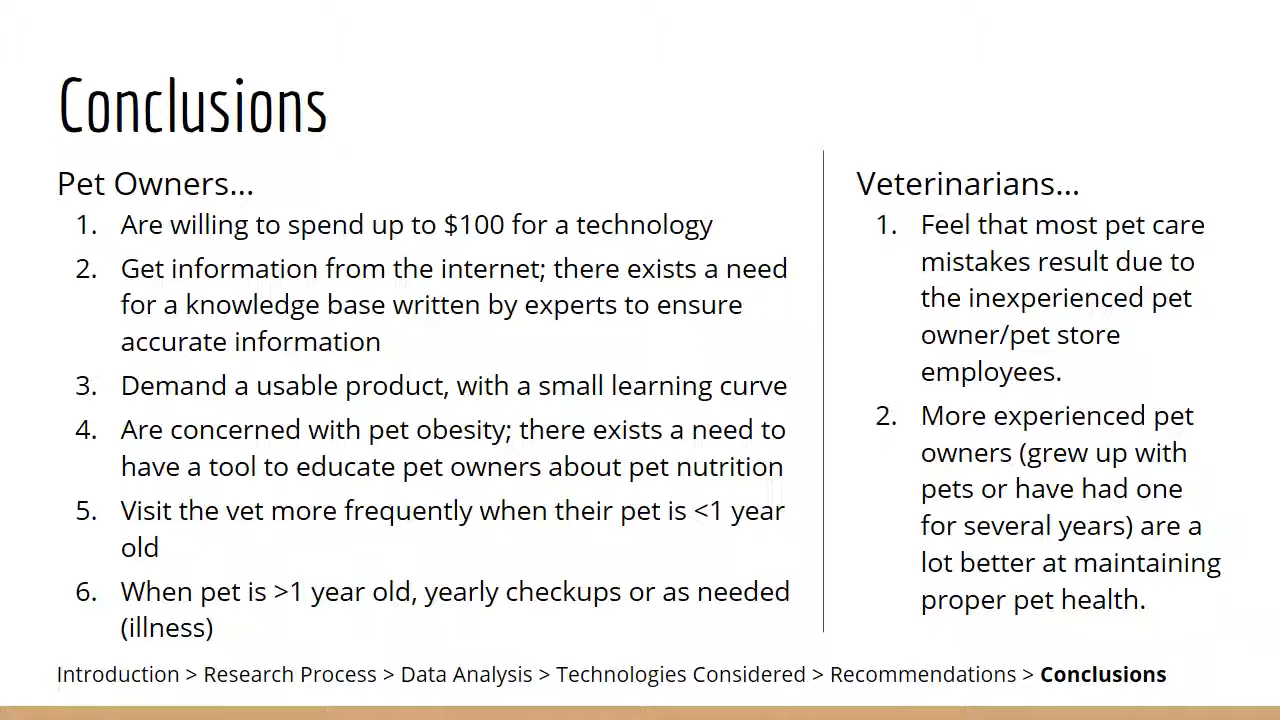 Conclusions
Pet Owners...
1. Are willing to spend up to $100 for a technology
2. Get information from the internet; there exists a need
for a knowledge base written by experts to ensure
accurate information
3. Demand a usable product, with a small learning curve
4. Are concerned with pet obesity; there exists a need to
have a tool to educate pet owners about pet nutrition
5. Visit the vet more frequently when their pet is <1 year
old
6. When pet is >1 year old, yearly checkups or as needed
(illness)
Veterinarians...
1. Feel that most pet care
mistakes result due to
the inexperienced pet
owner/pet store
employees.
2. More experienced pet
owners (grew up with
pets or have had one
for several years) are a
lot better at maintaining
proper pet health.
Introduction > Research Process > Data Analysis > Technologies Considered > Recommendations > Conclusions